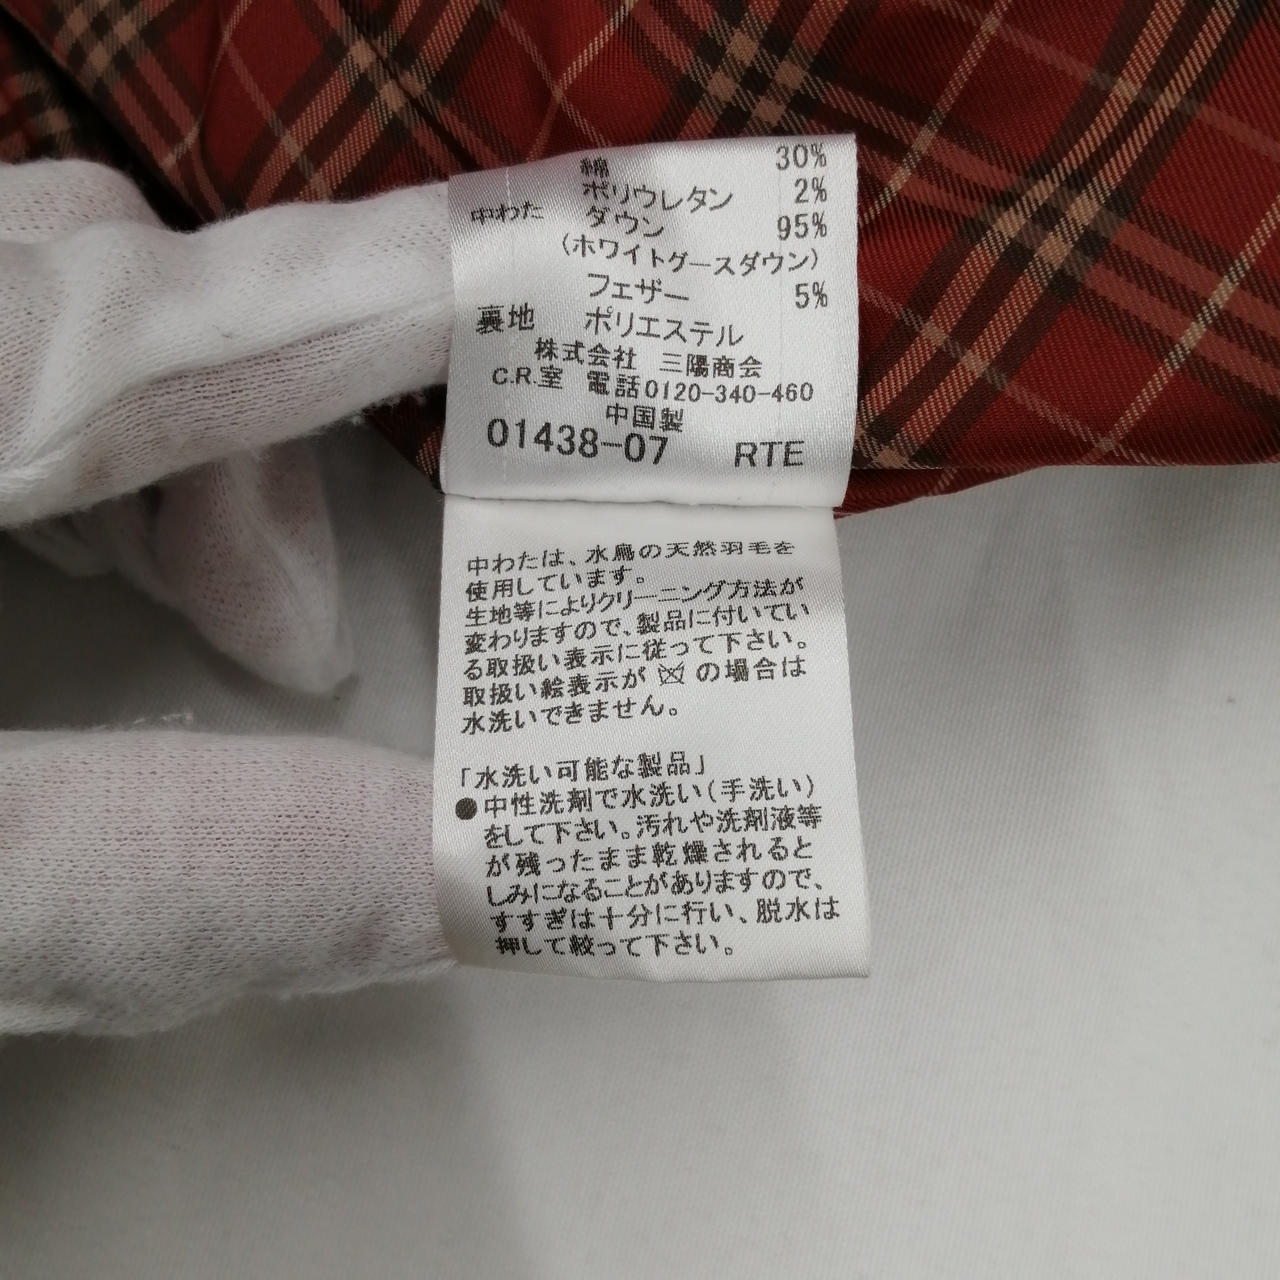 綿 30%
ポリウレタン 2%
中わた ダウン 95%
(ホワイトグースダウン)
フェザー 5%
裏地 ポリエステル
株式会社 三陽商会
C.R.室 電話0120-340-460
中国製
01438-07 RTE
中わたは、水鳥の天然羽毛を
使用しています。
生地等によりクリーニング方法が
変わりますので、製品に付いてい
る取扱い表示に従って下さい。
取扱い絵表示が の場合は
水洗いできません。
「水洗い可能な製品」
●中性洗剤で水洗い(手洗い)
をして下さい。汚れや洗剤液等
が残ったまま乾燥されると
しみになることがありますので、
すすぎは十分に行い、脱水は
押して絞って下さい。